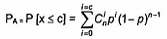 P_A = P [x ≤ c] = \sum_{i=0}^{i=c} C_n^i p^i (1-p)^{n-1}